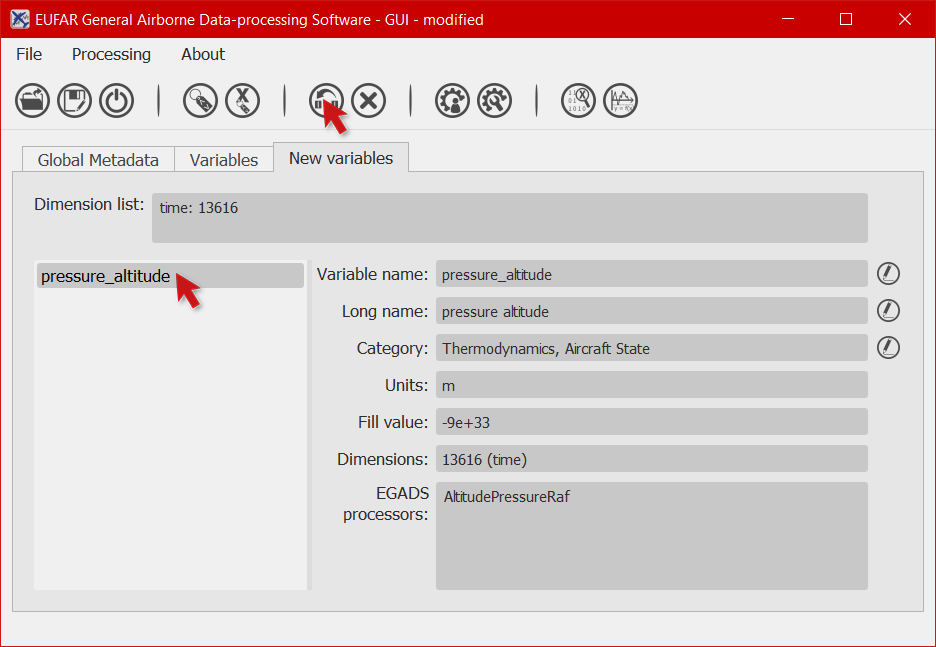 EUFAR General Airborne Data-processing Software - GUI - modified
File Processing About
Global Metadata Variables New variables
Dimension list: time: 13616
pressure_altitude
Variable name: pressure_altitude
Long name: pressure altitude
Category: Thermodynamics, Aircraft State
Units: m
Fill value: -9e+33
Dimensions: 13616 (time)
EGADS processors: AltitudePressureRaf